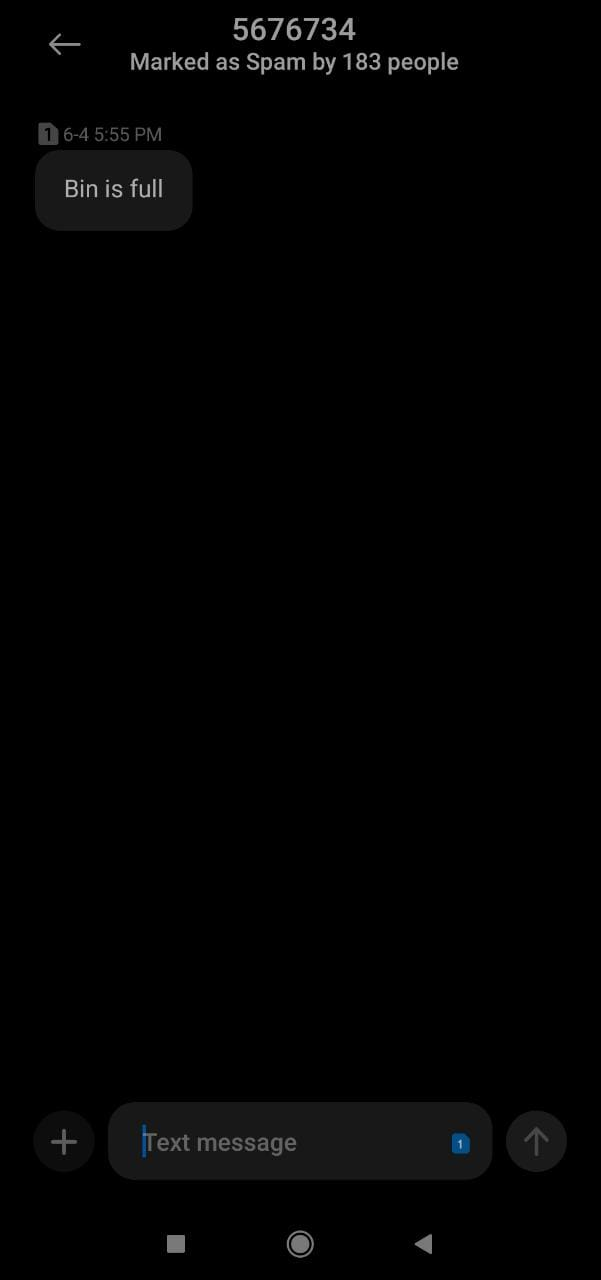 5676734
Marked as Spam by 183 people
1 6-4 5:55 PM
Bin is full
Text message 1